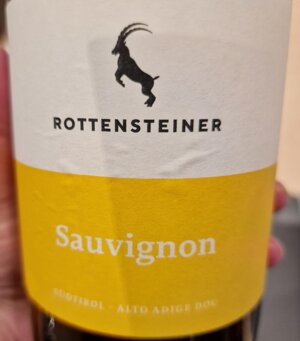 ROTTENSTEINER
Sauvignon
SÜDTIROL - ALTO ADIGE DOC